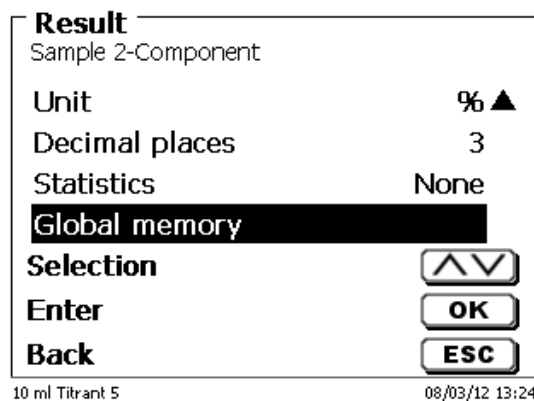 Result
Sample 2-Component
Unit %
Decimal places 3
Statistics None
Global memory
Selection
Enter OK
Back ESC
10 ml Titrant 5 08/03/12 13:24